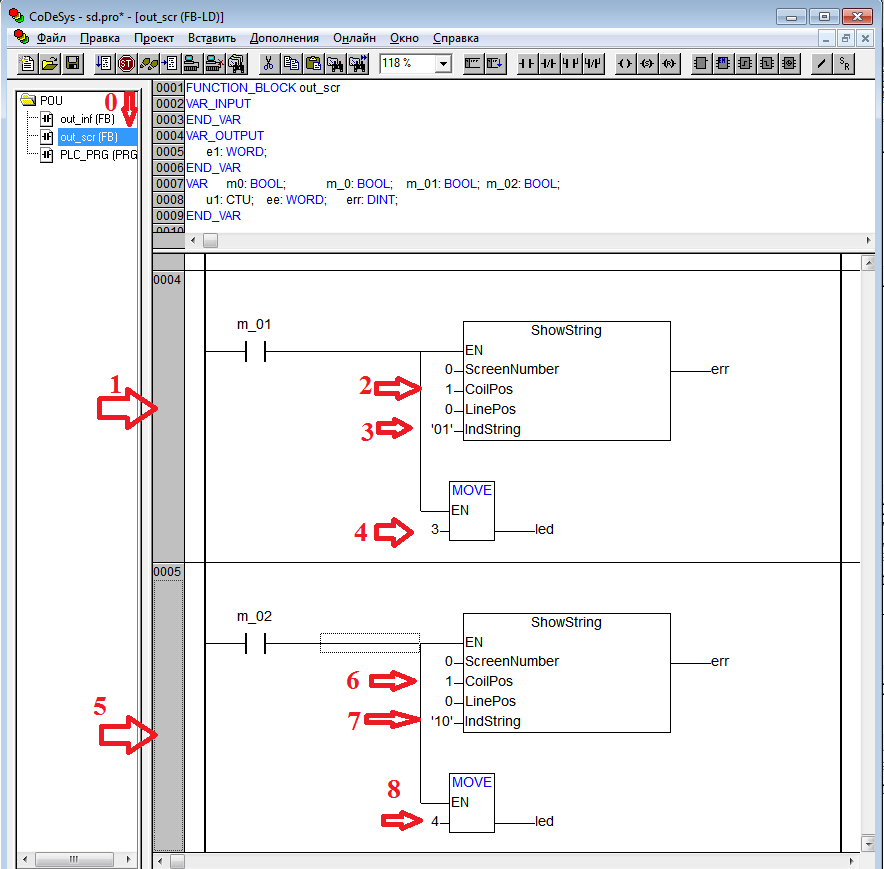 CoDeSys - sd.pro* - [out_scr (FB-LD)]
Файл Правка Проект Вставить Дополнения Онлайн Окно Справка
118 %
POU
0
out_inf (FB)
out_scr (FB)
PLC_PRG (PRG
0001 FUNCTION_BLOCK out_scr
0002 VAR_INPUT
0003 END_VAR
0004 VAR_OUTPUT
0005 e1: WORD;
0006 END_VAR
0007 VAR m0: BOOL; m_0: BOOL; m_01: BOOL; m_02: BOOL;
0008 u1: CTU; ee: WORD; err: DINT;
0009 END_VAR
0010
0004
m_01
ShowString
EN
0 ScreenNumber err
1
2 1 CoilPos
0 LinePos
3 '01' IndString
MOVE
EN
4 3 led
0005
m_02
ShowString
EN
0 ScreenNumber err
6 1 CoilPos
0 LinePos
5
7 '10' IndString
MOVE
8 EN
4 led